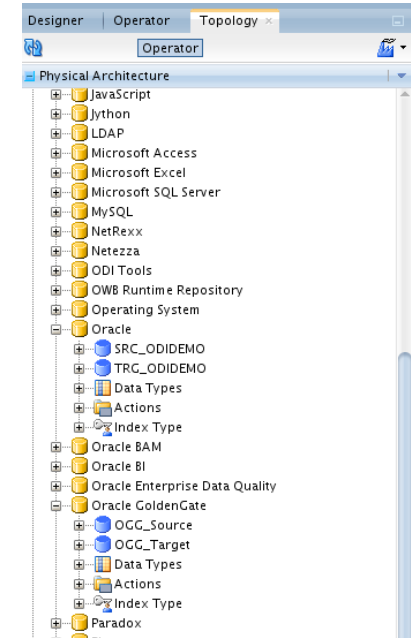 Designer Operator Topology
Operator
Physical Architecture
JavaScript
Jython
LDAP
Microsoft Access
Microsoft Excel
Microsoft SQL Server
MySQL
NetRexx
Netezza
ODI Tools
OWB Runtime Repository
Operating System
Oracle
SRC_ODIDEMO
TRG_ODIDEMO
Data Types
Actions
Index Type
Oracle BAM
Oracle BI
Oracle Enterprise Data Quality
Oracle GoldenGate
OGG_Source
OGG_Target
Data Types
Actions
Index Type
Paradox